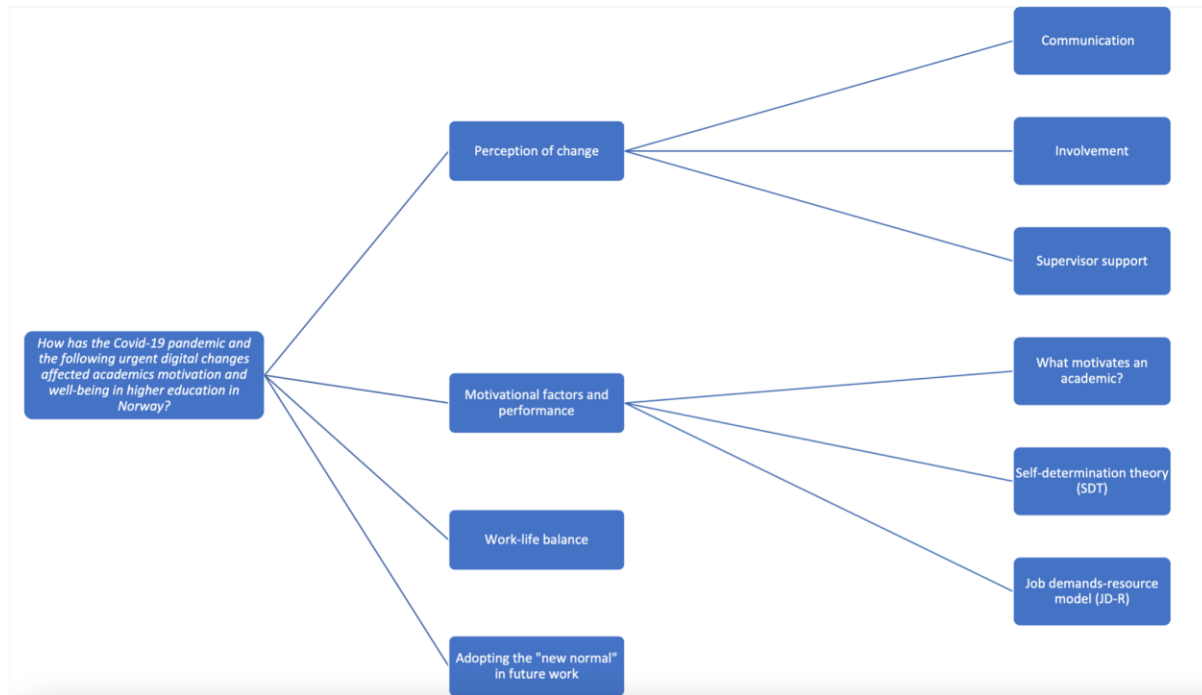 How has the Covid-19 pandemic and
the following urgent digital changes
affected academics motivation and
well-being in higher education in
Norway?
Perception of change
Communication
Involvement
Supervisor support
Motivational factors and
performance
What motivates an
academic?
Self-determination theory
(SDT)
Job demands-resource
model (JD-R)
Work-life balance
Adopting the "new normal"
in future work